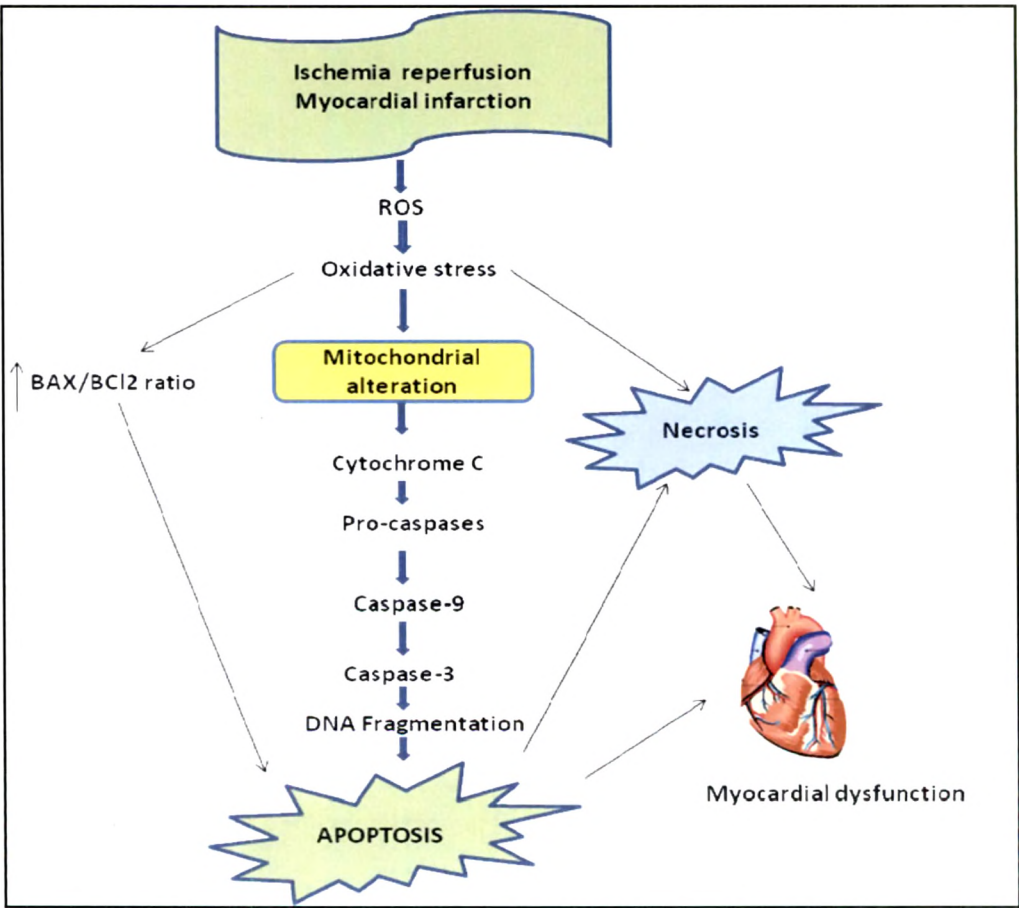 Ischemia reperfusion
Myocardial infarction
ROS
Oxidative stress
Mitochondrial
alteration
BAX/BCl2 ratio
Necrosis
Cytochrome C
Pro-caspases
Caspase-9
Caspase-3
DNA Fragmentation
Myocardial dysfunction
APOPTOSIS